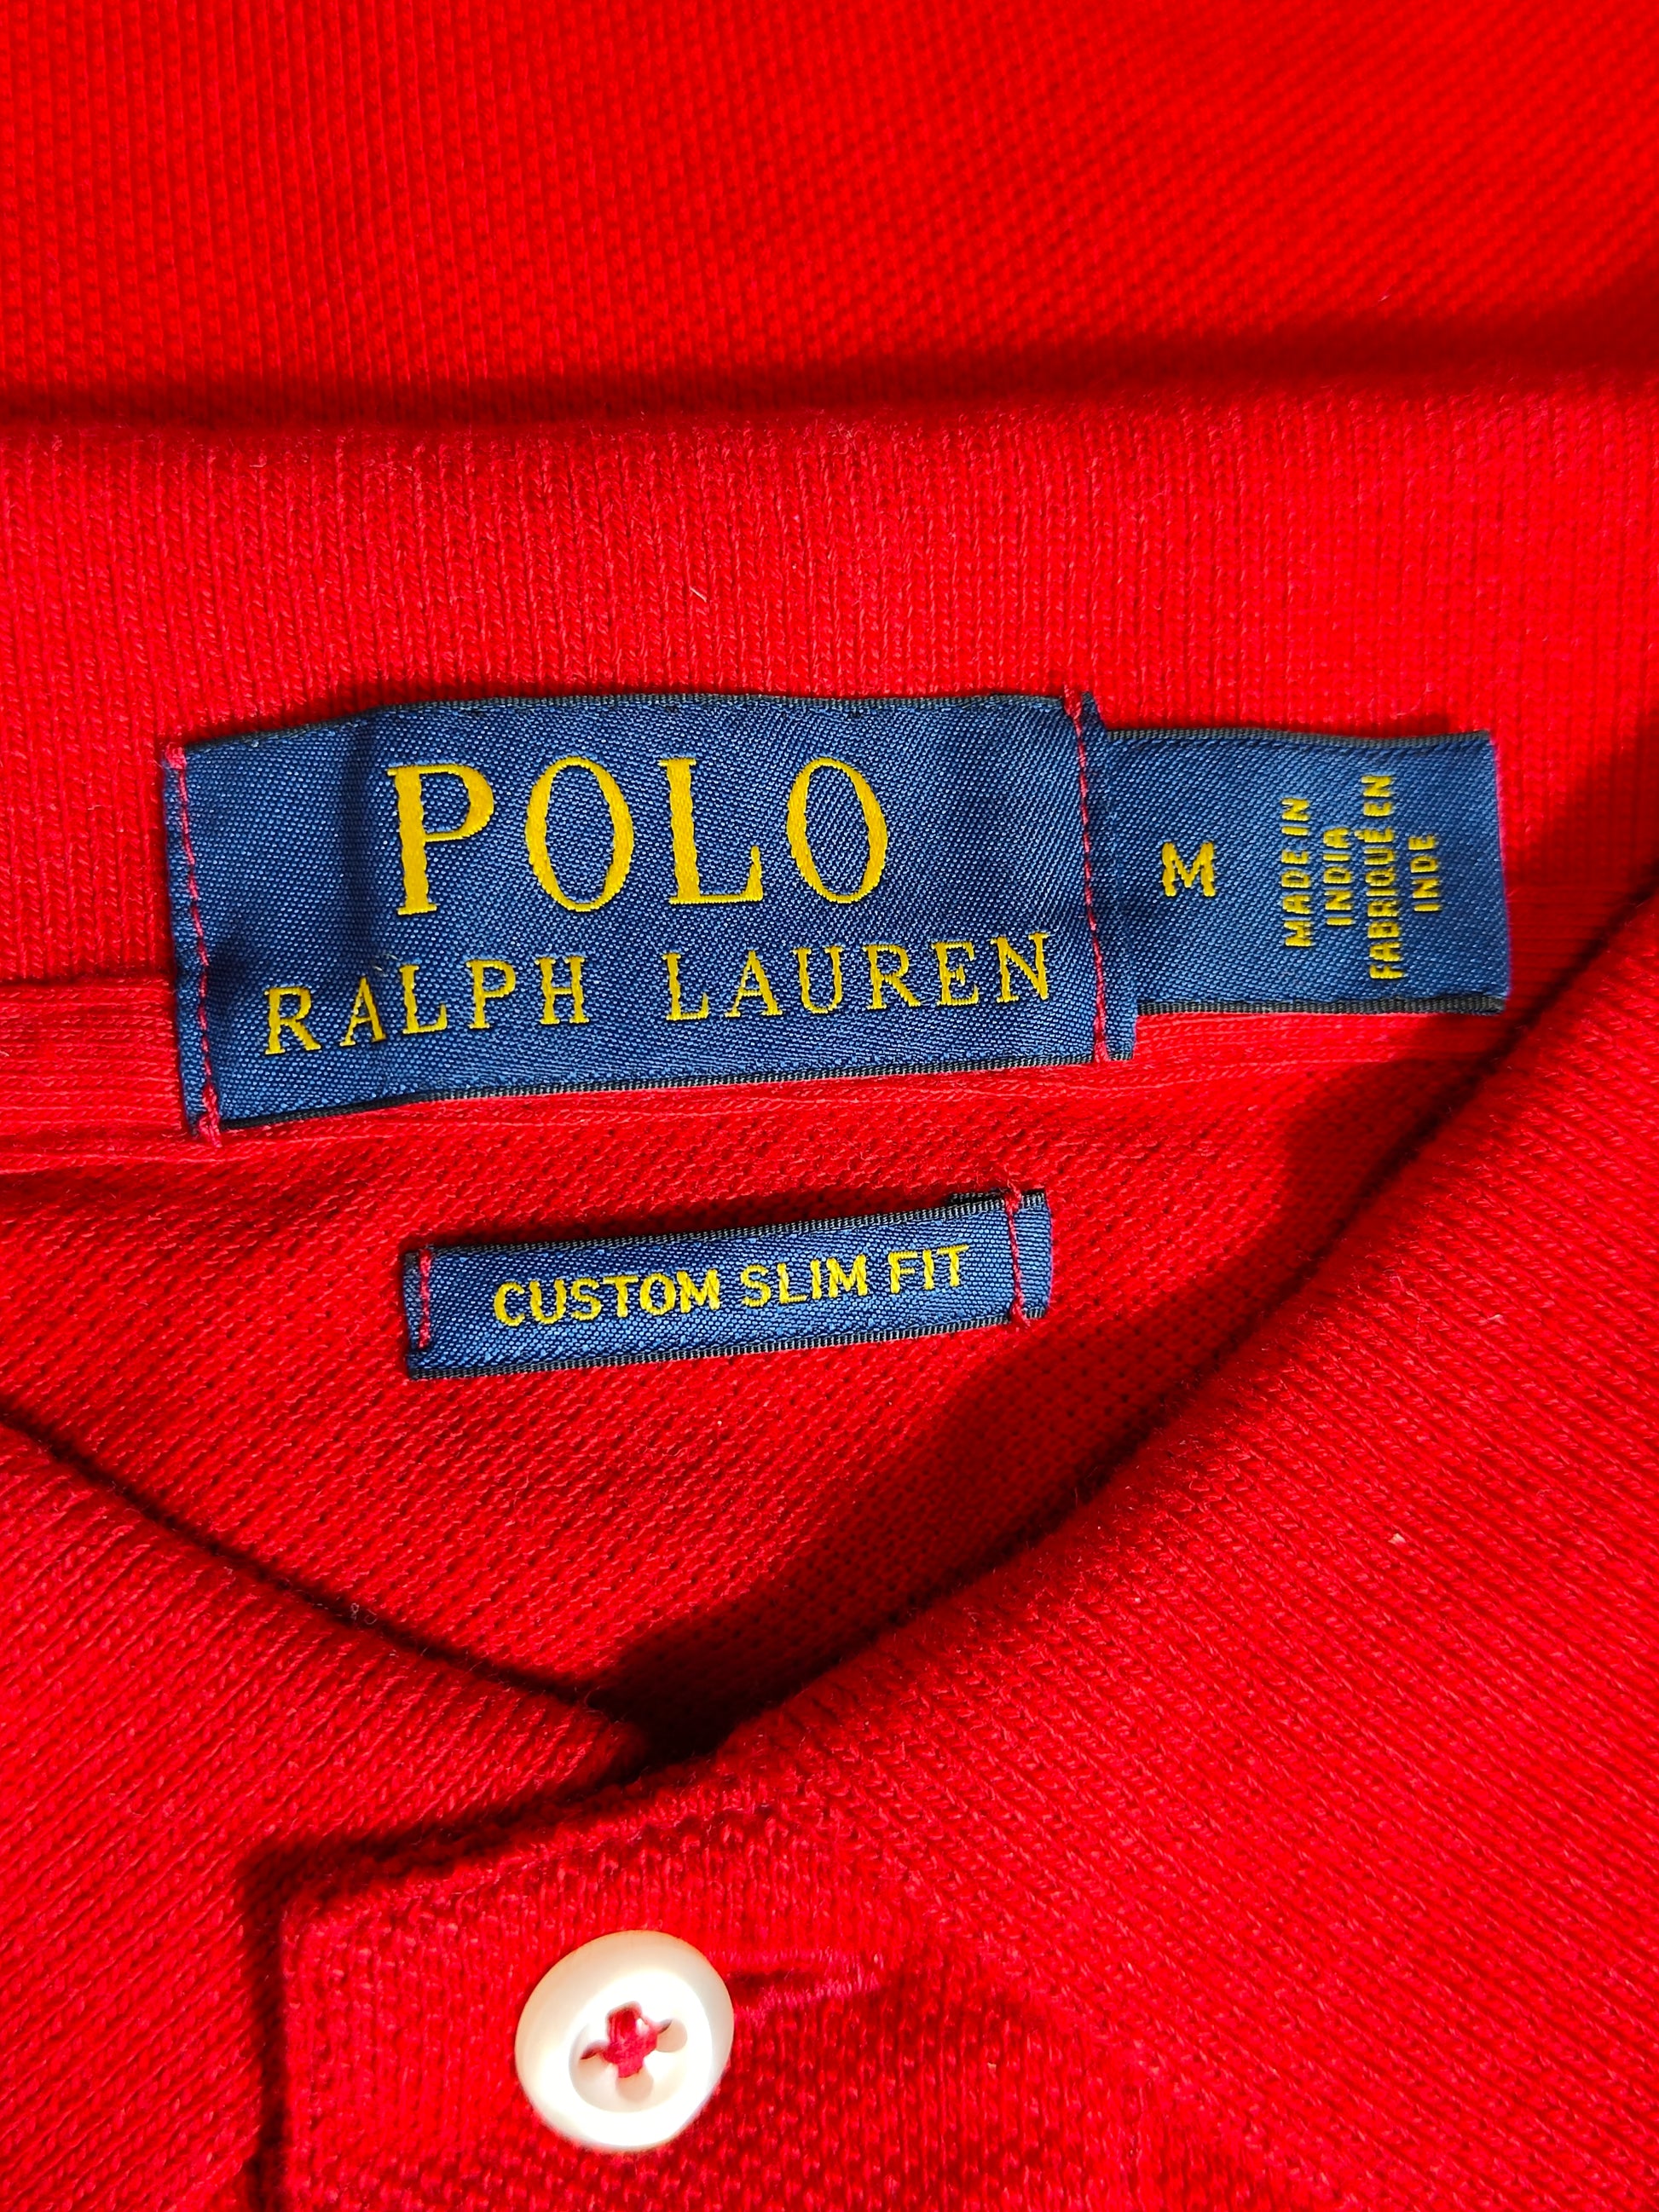 POLO
RALPH LAUREN
M
MADE IN
INDIA
FABRIQUÉ EN
INDE
CUSTOM SLIM FIT